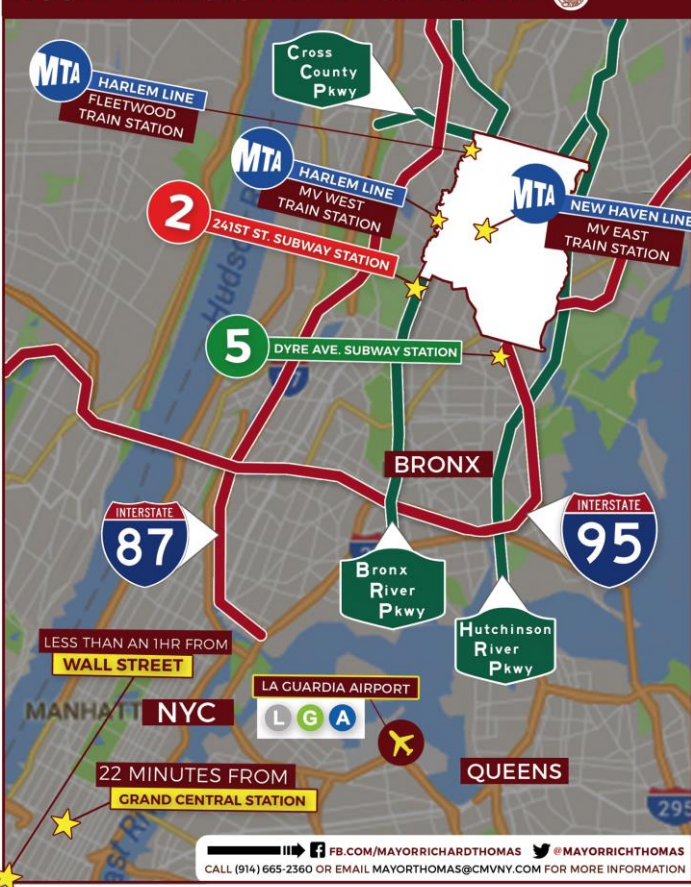 Cross
County
Pkwy
MTA
HARLEM LINE
FLEETWOOD
TRAIN STATION
MTA
HARLEM LINE
MV WEST
TRAIN STATION
MTA
NEW HAVEN LINE
MV EAST
TRAIN STATION
2
241ST ST. SUBWAY STATION
5
DYRE AVE. SUBWAY STATION
BRONX
INTERSTATE
87
INTERSTATE
95
Bronx
River
Pkwy
Hutchinson
River
Pkwy
LESS THAN AN 1HR FROM
WALL STREET
LA GUARDIA AIRPORT
L G A
MANHATT
NYC
QUEENS
22 MINUTES FROM
GRAND CENTRAL STATION
295
FB.COM/MAYORRICHARDTHOMAS @MAYORRICHTHOMAS
CALL (914) 665-2360 OR EMAIL MAYORTHOMAS@CMVNY.COM FOR MORE INFORMATION